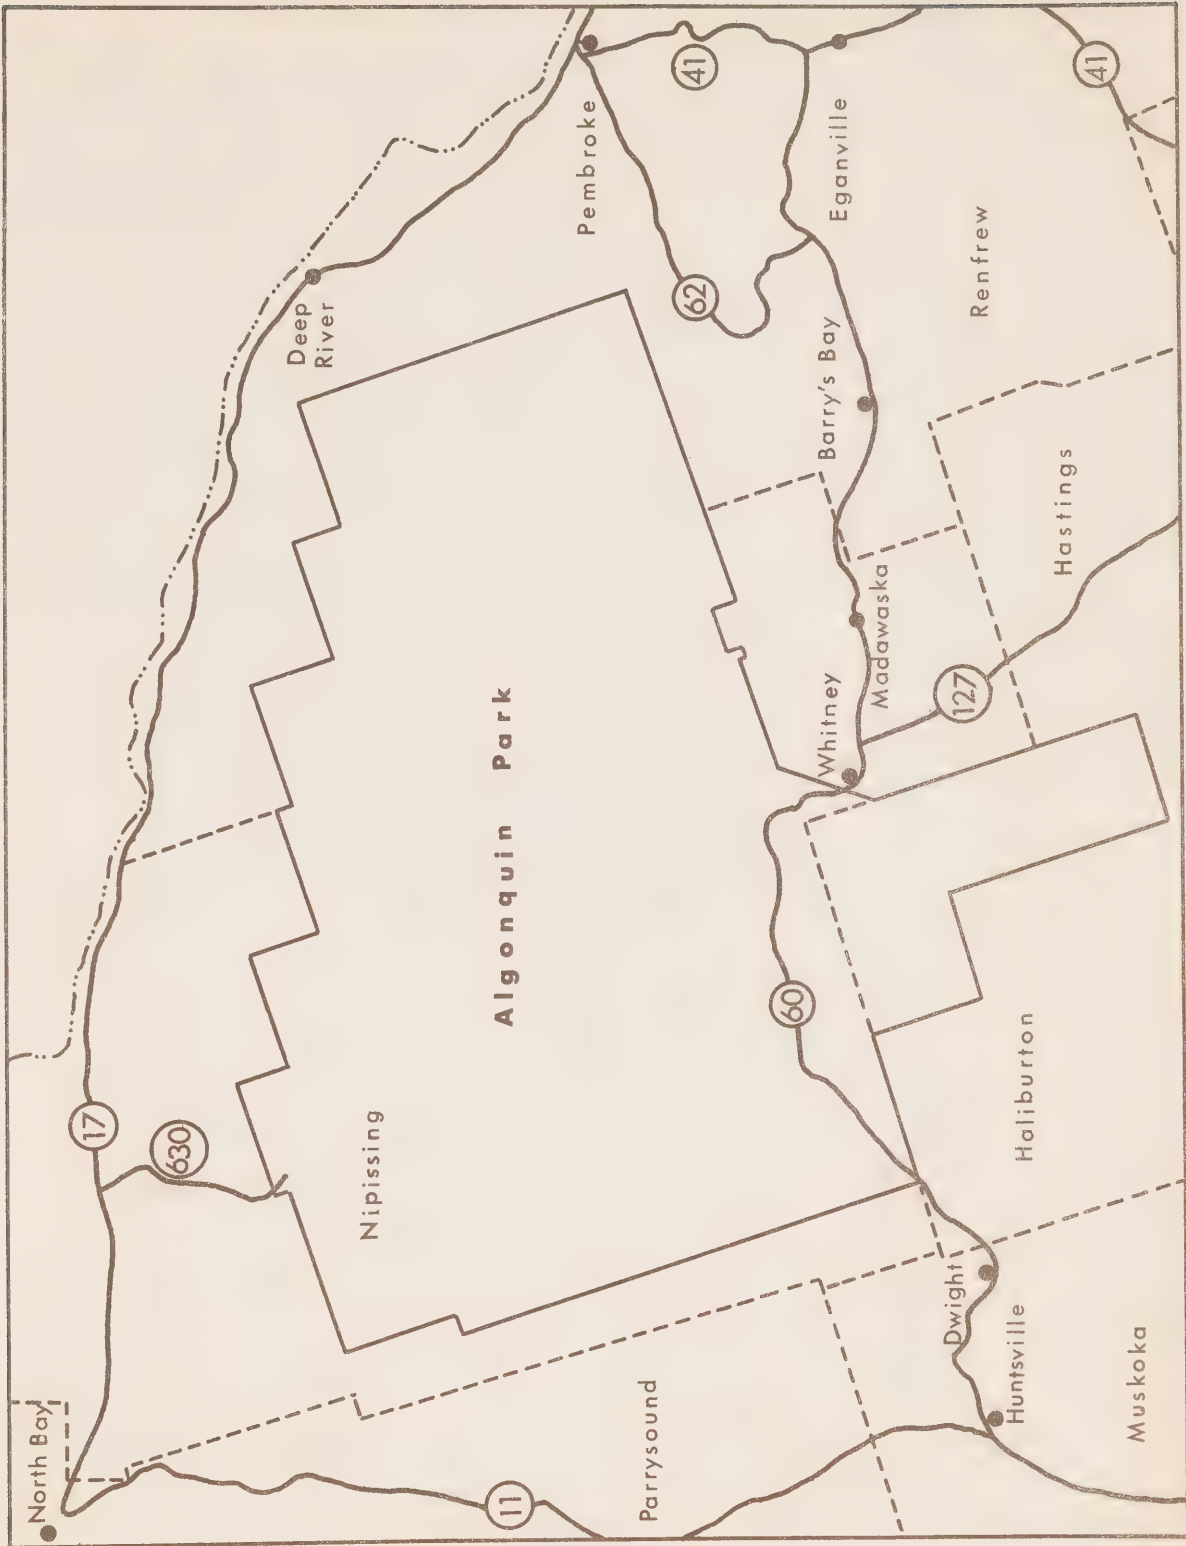 North Bay
17
630
Deep
River
Pembroke
41
41
62
Eganville
Barry's Bay
Renfrew
Algonquin Park
Nipissing
Whitney
Madawaska
Hastings
127
60
Haliburton
Dwight
Huntsville
Muskoka
Parrysound
11